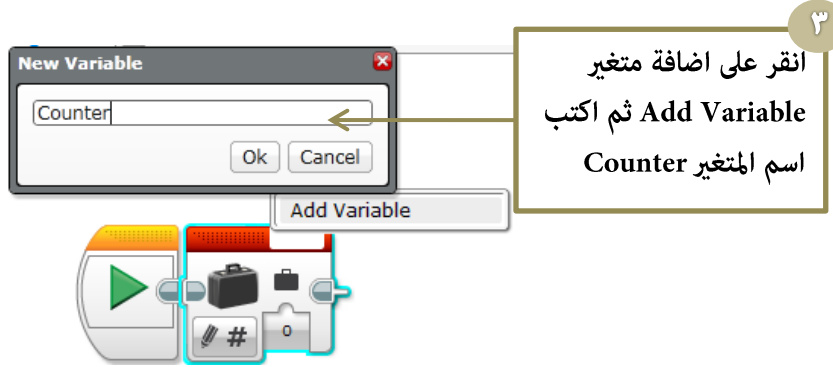 ٣
انقر على اضافة متغير
Add Variable ثم اكتب
اسم المتغير Counter
New Variable
Counter
Ok Cancel
Add Variable
#
0